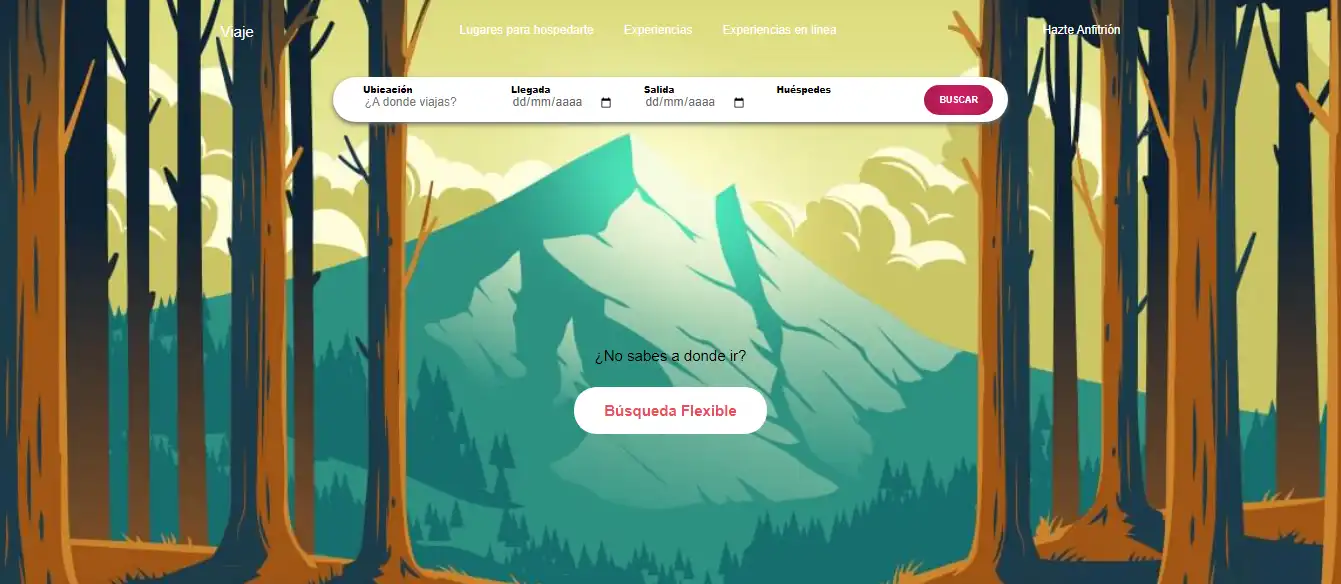 Viaje
Lugares para hospedarte
Experiencias
Experiencias en línea
Hazte Anfitrión
Ubicación
¿A donde viajas?
Llegada
dd/mm/aaaa
Salida
dd/mm/aaaa
Huéspedes
BUSCAR
¿No sabes a donde ir?
Búsqueda Flexible